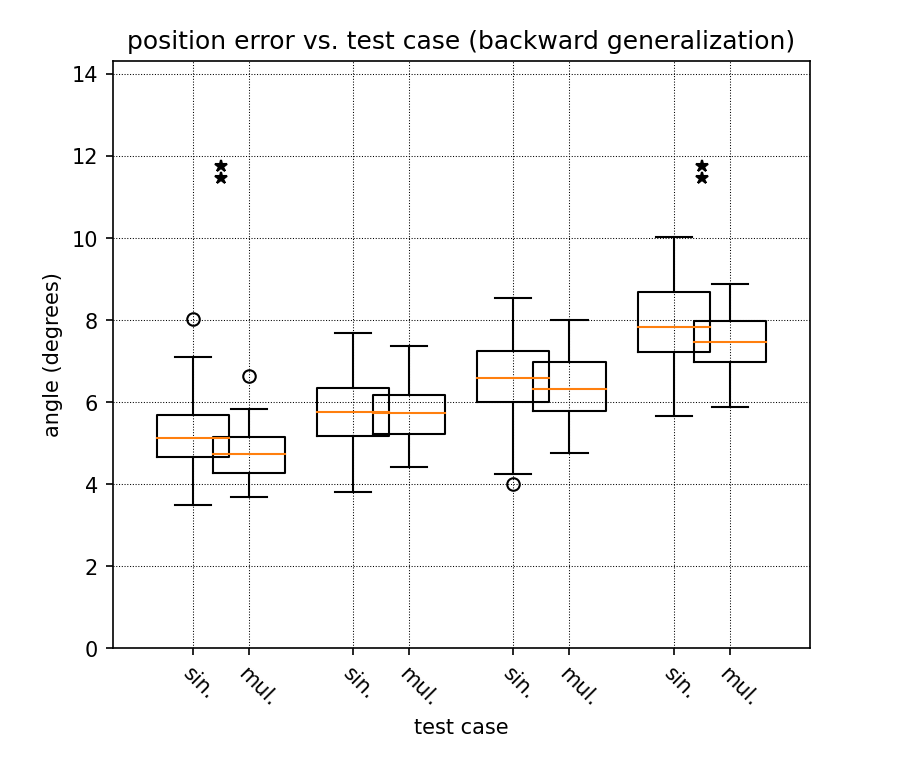 position error vs. test case (backward generalization)
14
12
10
8
6
4
2
0
angle (degrees)
sin. mul. sin. mul. sin. mul. sin. mul.
test case